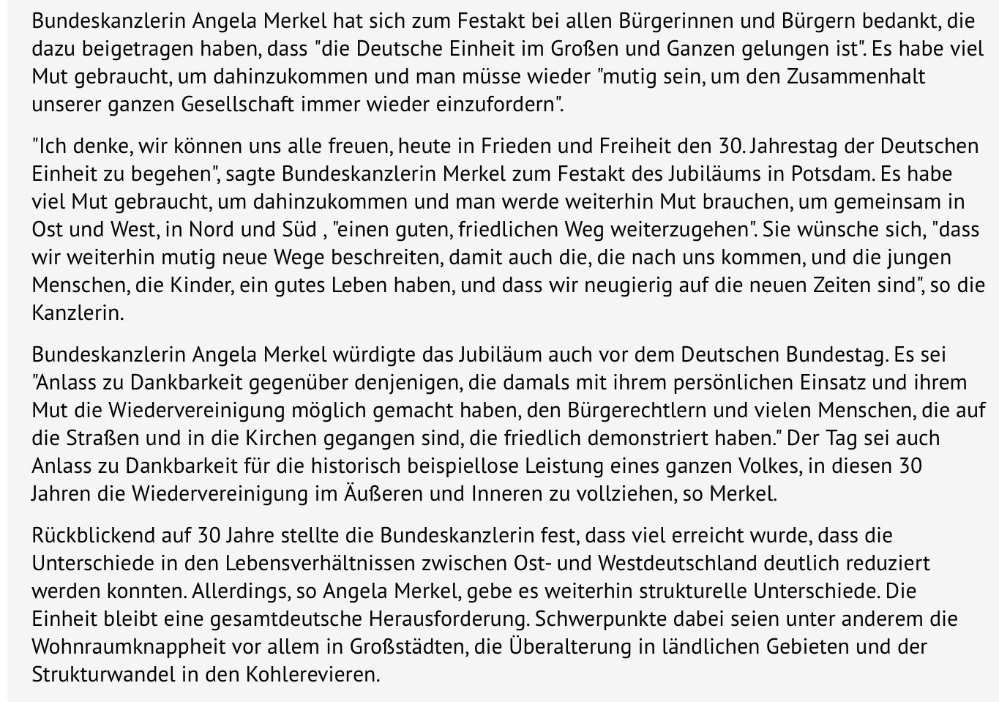 Bundeskanzlerin Angela Merkel hat sich zum Festakt bei allen Bürgerinnen und Bürgern bedankt, die
dazu beigetragen haben, dass "die Deutsche Einheit im Großen und Ganzen gelungen ist". Es habe viel
Mut gebraucht, um dahinzukommen und man müsse wieder "mutig sein, um den Zusammenhalt
unserer ganzen Gesellschaft immer wieder einzufordern".
"Ich denke, wir können uns alle freuen, heute in Frieden und Freiheit den 30. Jahrestag der Deutschen
Einheit zu begehen", sagte Bundeskanzlerin Merkel zum Festakt des Jubiläums in Potsdam. Es habe
viel Mut gebraucht, um dahinzukommen und man werde weiterhin Mut brauchen, um gemeinsam in
Ost und West, in Nord und Süd , "einen guten, friedlichen Weg weiterzugehen". Sie wünsche sich, "dass
wir weiterhin mutig neue Wege beschreiten, damit auch die, die nach uns kommen, und die jungen
Menschen, die Kinder, ein gutes Leben haben, und dass wir neugierig auf die neuen Zeiten sind", so die
Kanzlerin.
Bundeskanzlerin Angela Merkel würdigte das Jubiläum auch vor dem Deutschen Bundestag. Es sei
"Anlass zu Dankbarkeit gegenüber denjenigen, die damals mit ihrem persönlichen Einsatz und ihrem
Mut die Wiedervereinigung möglich gemacht haben, den Bürgerechtlern und vielen Menschen, die auf
die Straßen und in die Kirchen gegangen sind, die friedlich demonstriert haben." Der Tag sei auch
Anlass zu Dankbarkeit für die historisch beispiellose Leistung eines ganzen Volkes, in diesen 30
Jahren die Wiedervereinigung im Äußeren und Inneren zu vollziehen, so Merkel.
Rückblickend auf 30 Jahre stellte die Bundeskanzlerin fest, dass viel erreicht wurde, dass die
Unterschiede in den Lebensverhältnissen zwischen Ost- und Westdeutschland deutlich reduziert
werden konnten. Allerdings, so Angela Merkel, gebe es weiterhin strukturelle Unterschiede. Die
Einheit bleibt eine gesamtdeutsche Herausforderung. Schwerpunkte dabei seien unter anderem die
Wohnraumknappheit vor allem in Großstädten, die Überalterung in ländlichen Gebieten und der
Strukturwandel in den Kohlerevieren.